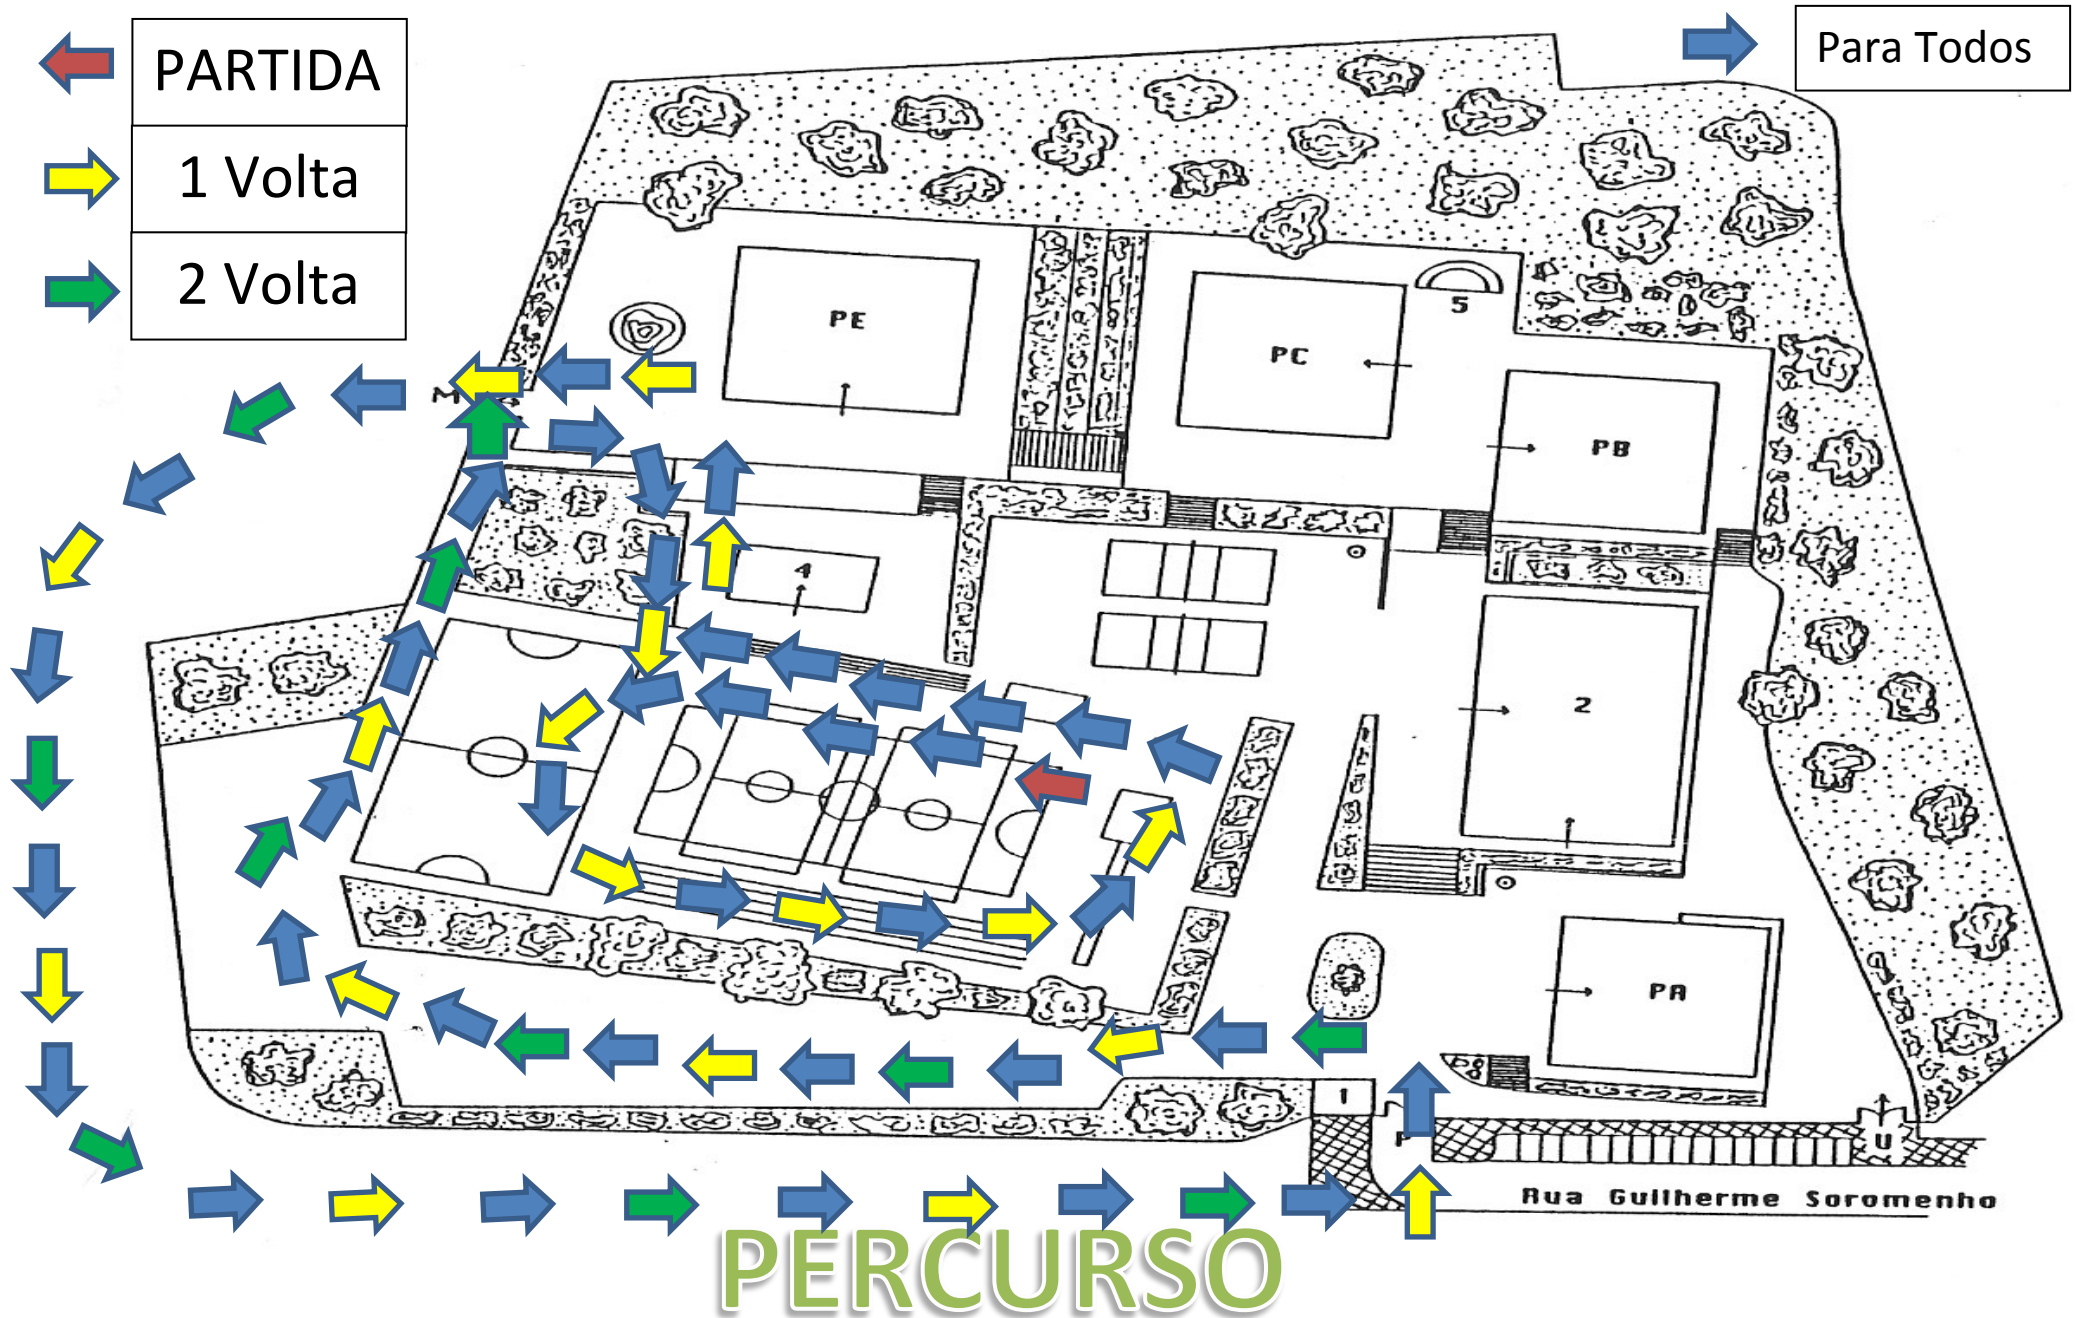 PARTIDA
Para Todos
1 Volta
2 Volta
5
PE
PC
M
PB
4
2
PA
1
P
U
Rua Guilherme Soromenho
PERCURSO